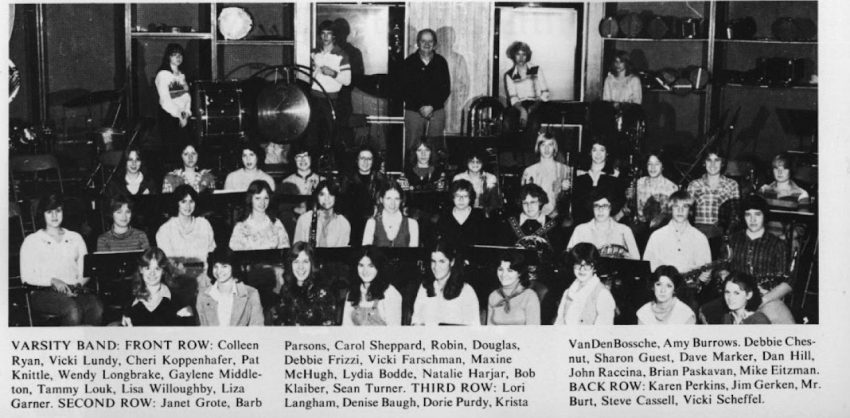 VARSITY BAND: FRONT ROW: Colleen
Ryan, Vicki Lundy, Cheri Koppenhafer, Pat
Knittle, Wendy Longbrake, Gaylene Middle-
ton, Tammy Louk, Lisa Willoughby, Liza
Garner. SECOND ROW: Janet Grote, Barb
Parsons, Carol Sheppard, Robin, Douglas,
Debbie Frizzi, Vicki Farschman, Maxine
McHugh, Lydia Bodde, Natalie Harjar, Bob
Klaiber, Sean Turner. THIRD ROW: Lori
Langham, Denise Baugh, Dorie Purdy, Krista
VanDenBossche, Amy Burrows. Debbie Ches-
nut, Sharon Guest, Dave Marker, Dan Hill,
John Raccina, Brian Paskavan, Mike Eitzman.
BACK ROW: Karen Perkins, Jim Gerken, Mr.
Burt, Steve Cassell, Vicki Scheffel.